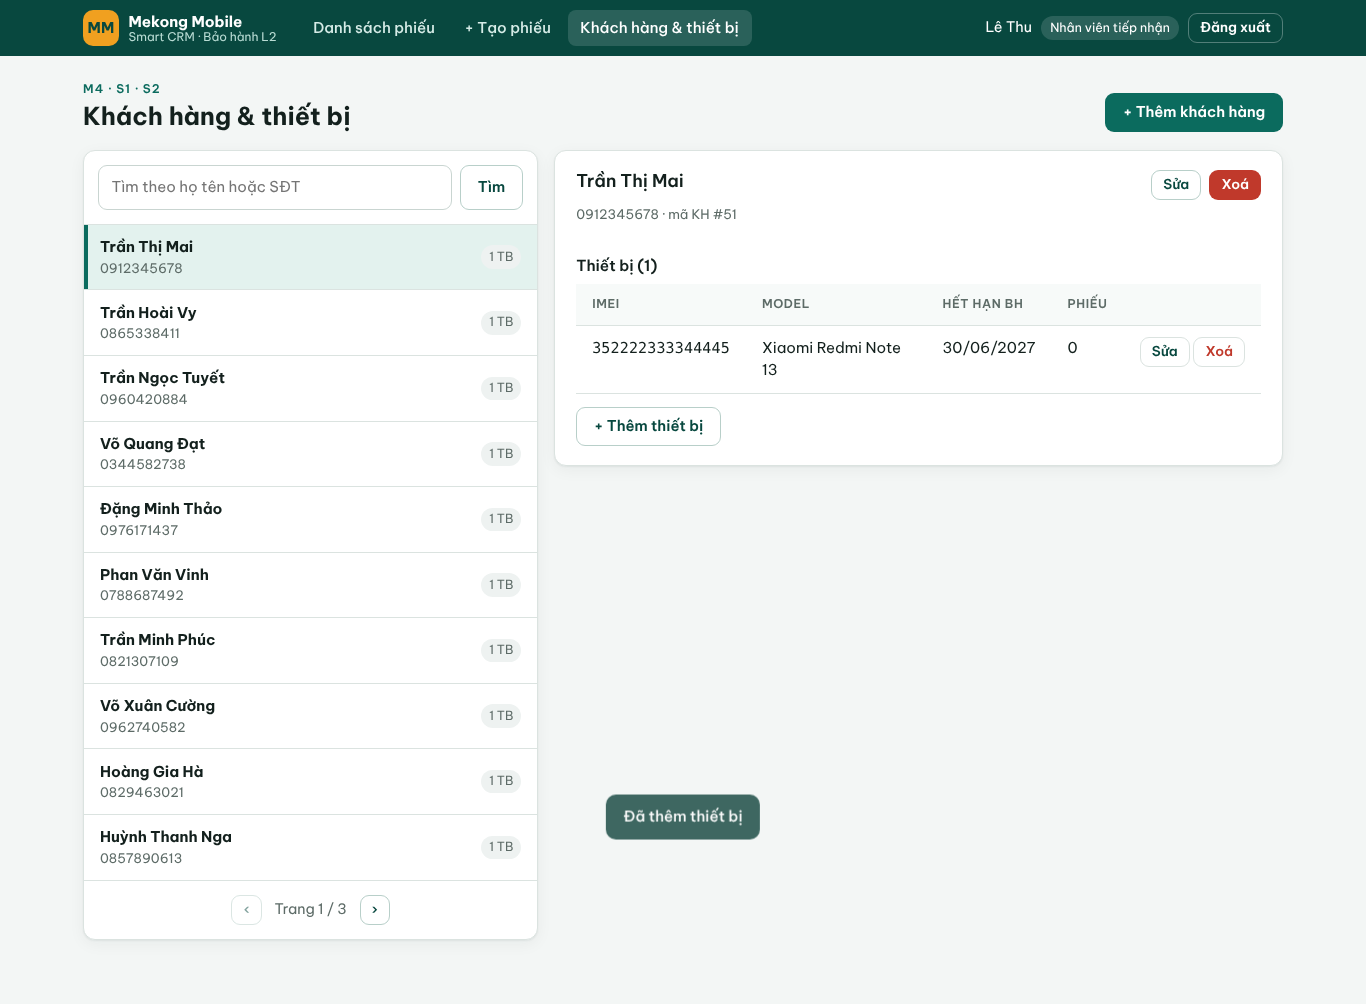 MM
Mekong Mobile
Smart CRM · Bảo hành L2
Danh sách phiếu
+ Tạo phiếu
Khách hàng & thiết bị
Lê Thu
Nhân viên tiếp nhận
Đăng xuất
M4 · S1 · S2
Khách hàng & thiết bị
+ Thêm khách hàng
Tìm theo họ tên hoặc SĐT
Tìm
Trần Thị Mai
0912345678
1 TB
Trần Hoài Vy
0865338411
1 TB
Trần Ngọc Tuyết
0960420884
1 TB
Võ Quang Đạt
0344582738
1 TB
Đặng Minh Thảo
0976171437
1 TB
Phan Văn Vinh
0788687492
1 TB
Trần Minh Phúc
0821307109
1 TB
Võ Xuân Cường
0962740582
1 TB
Hoàng Gia Hà
0829463021
1 TB
Huỳnh Thanh Nga
0857890613
1 TB
‹
Trang 1 / 3
›
Trần Thị Mai
Sửa
Xoá
0912345678 · mã KH #51
Thiết bị (1)
IMEI MODEL HẾT HẠN BH PHIẾU
352222333344445 Xiaomi Redmi Note 30/06/2027 0 Sửa Xoá
13
+ Thêm thiết bị
Đã thêm thiết bị